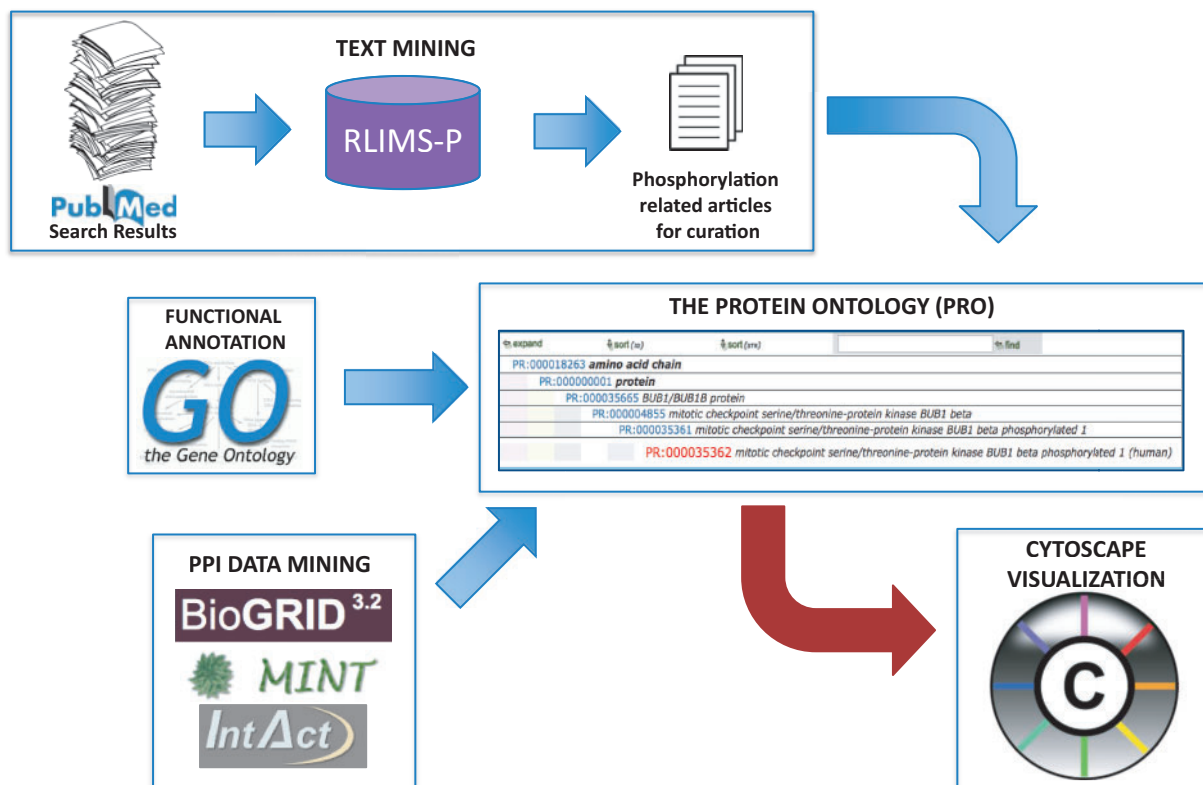 TEXT MINING
RLIMS-P
PubMed
Search Results
Phosphorylation
related articles
for curation
FUNCTIONAL
ANNOTATION
GO
the Gene Ontology
THE PROTEIN ONTOLOGY (PRO)
expand sort (ID) sort (btn) find
PR:000018263 amino acid chain
PR:000000001 protein
PR:000035665 BUB1/BUB1B protein
PR:000004855 mitotic checkpoint serine/threonine-protein kinase BUB1 beta
PR:000035361 mitotic checkpoint serine/threonine-protein kinase BUB1 beta phosphorylated 1
PR:000035362 mitotic checkpoint serine/threonine-protein kinase BUB1 beta phosphorylated 1 (human)
PPI DATA MINING
BioGRID 3.2
MINT
IntAct
CYTOSCAPE
VISUALIZATION
C